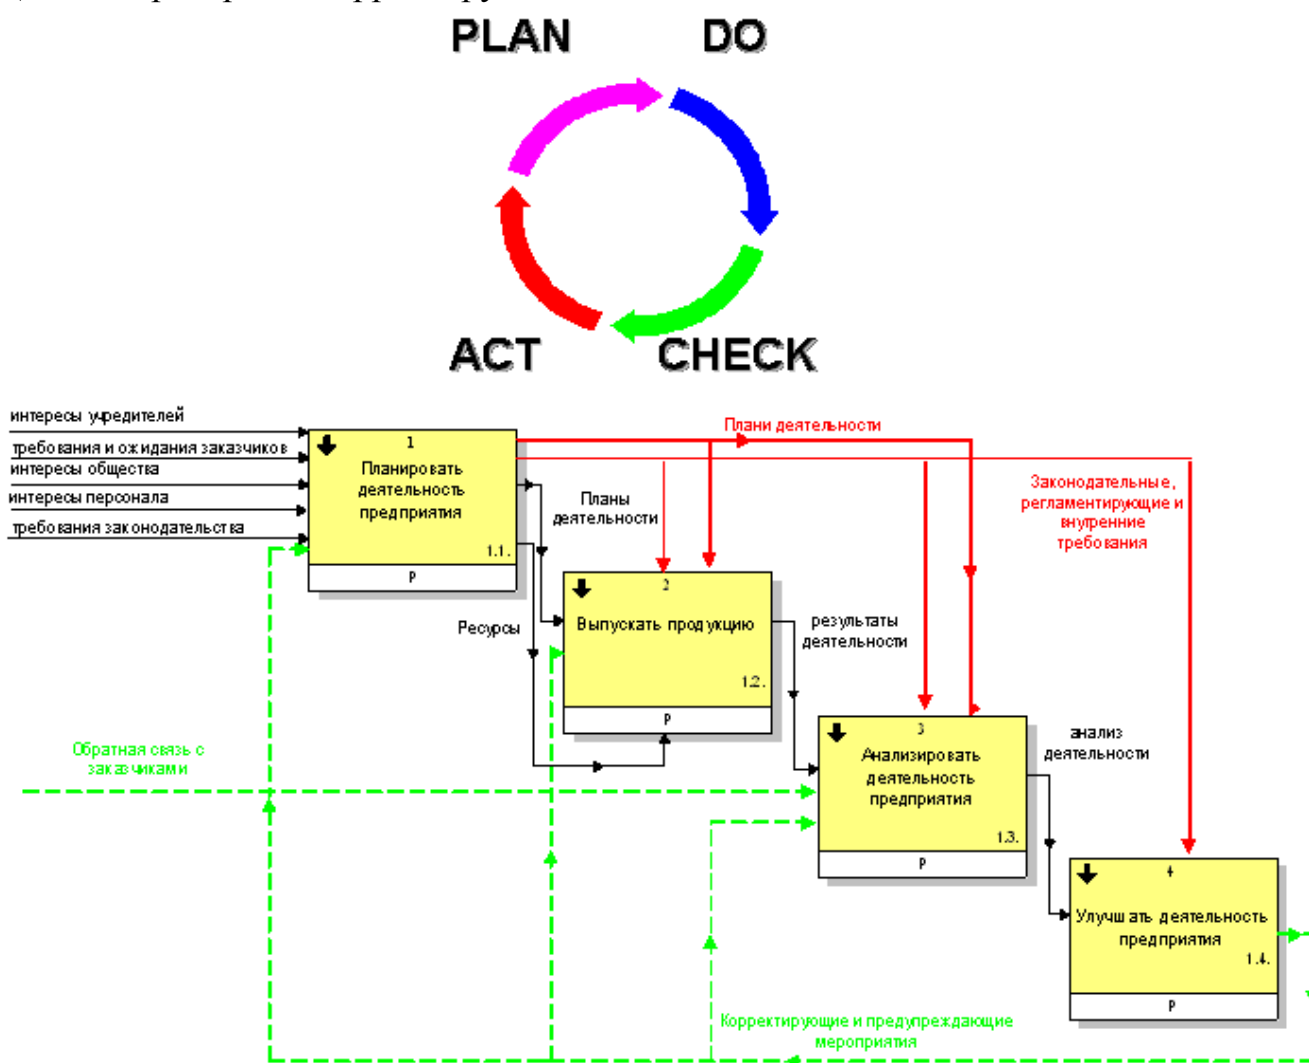 PLAN DO
ACT CHECK
интересы учредителей
требования и ожидания заказчиков
интересы общества
интересы персонала
требования законодательства
1
Планировать
деятельность
предприятия
1.1.
P
Плани деятельности
Законодательные,
регламентирующие и
внутренние
требования
Планы
деятельности
Ресурсы
2
Выпускать продукцию
1.2.
P
результаты
деятельности
Обратная связь с
заказчиками
3
Анализировать
деятельность
предприятия
1.3.
P
анализ
деятельности
4
Улучшать деятельность
предприятия
1.4.
P
Корректирующие и предупреждающие
мероприятия